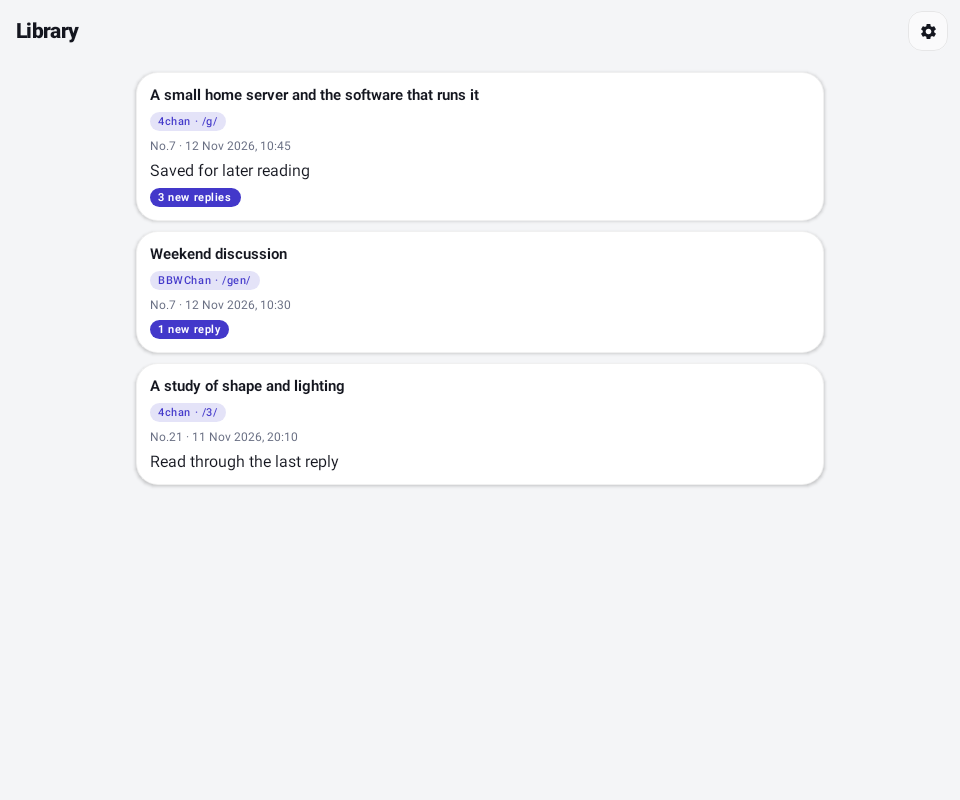 Library
A small home server and the software that runs it
4chan · /g/
No.7 · 12 Nov 2026, 10:45
Saved for later reading
3 new replies
Weekend discussion
BBWChan · /gen/
No.7 · 12 Nov 2026, 10:30
1 new reply
A study of shape and lighting
4chan · /3/
No.21 · 11 Nov 2026, 20:10
Read through the last reply